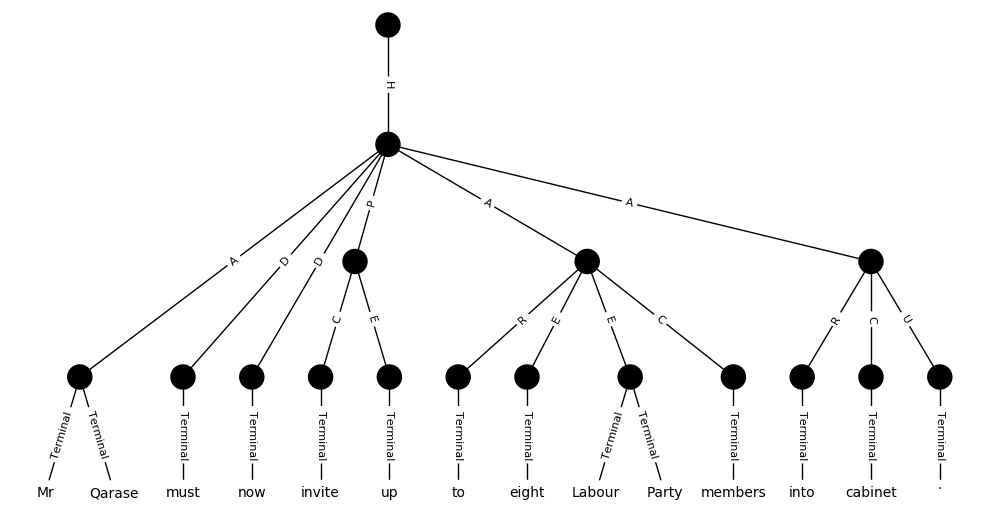 H
A D D P A A
C E R E E C R C U
Terminal Terminal Terminal Terminal Terminal Terminal Terminal Terminal Terminal Terminal Terminal Terminal Terminal Terminal
Mr Qarase must now invite up to eight Labour Party members into cabinet .